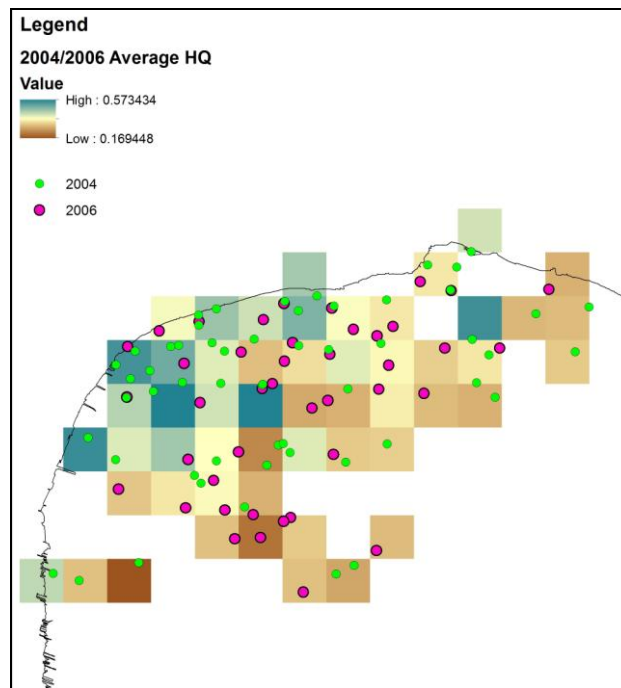 Legend
2004/2006 Average HQ
Value
High : 0.573434
Low : 0.169448
2004
2006